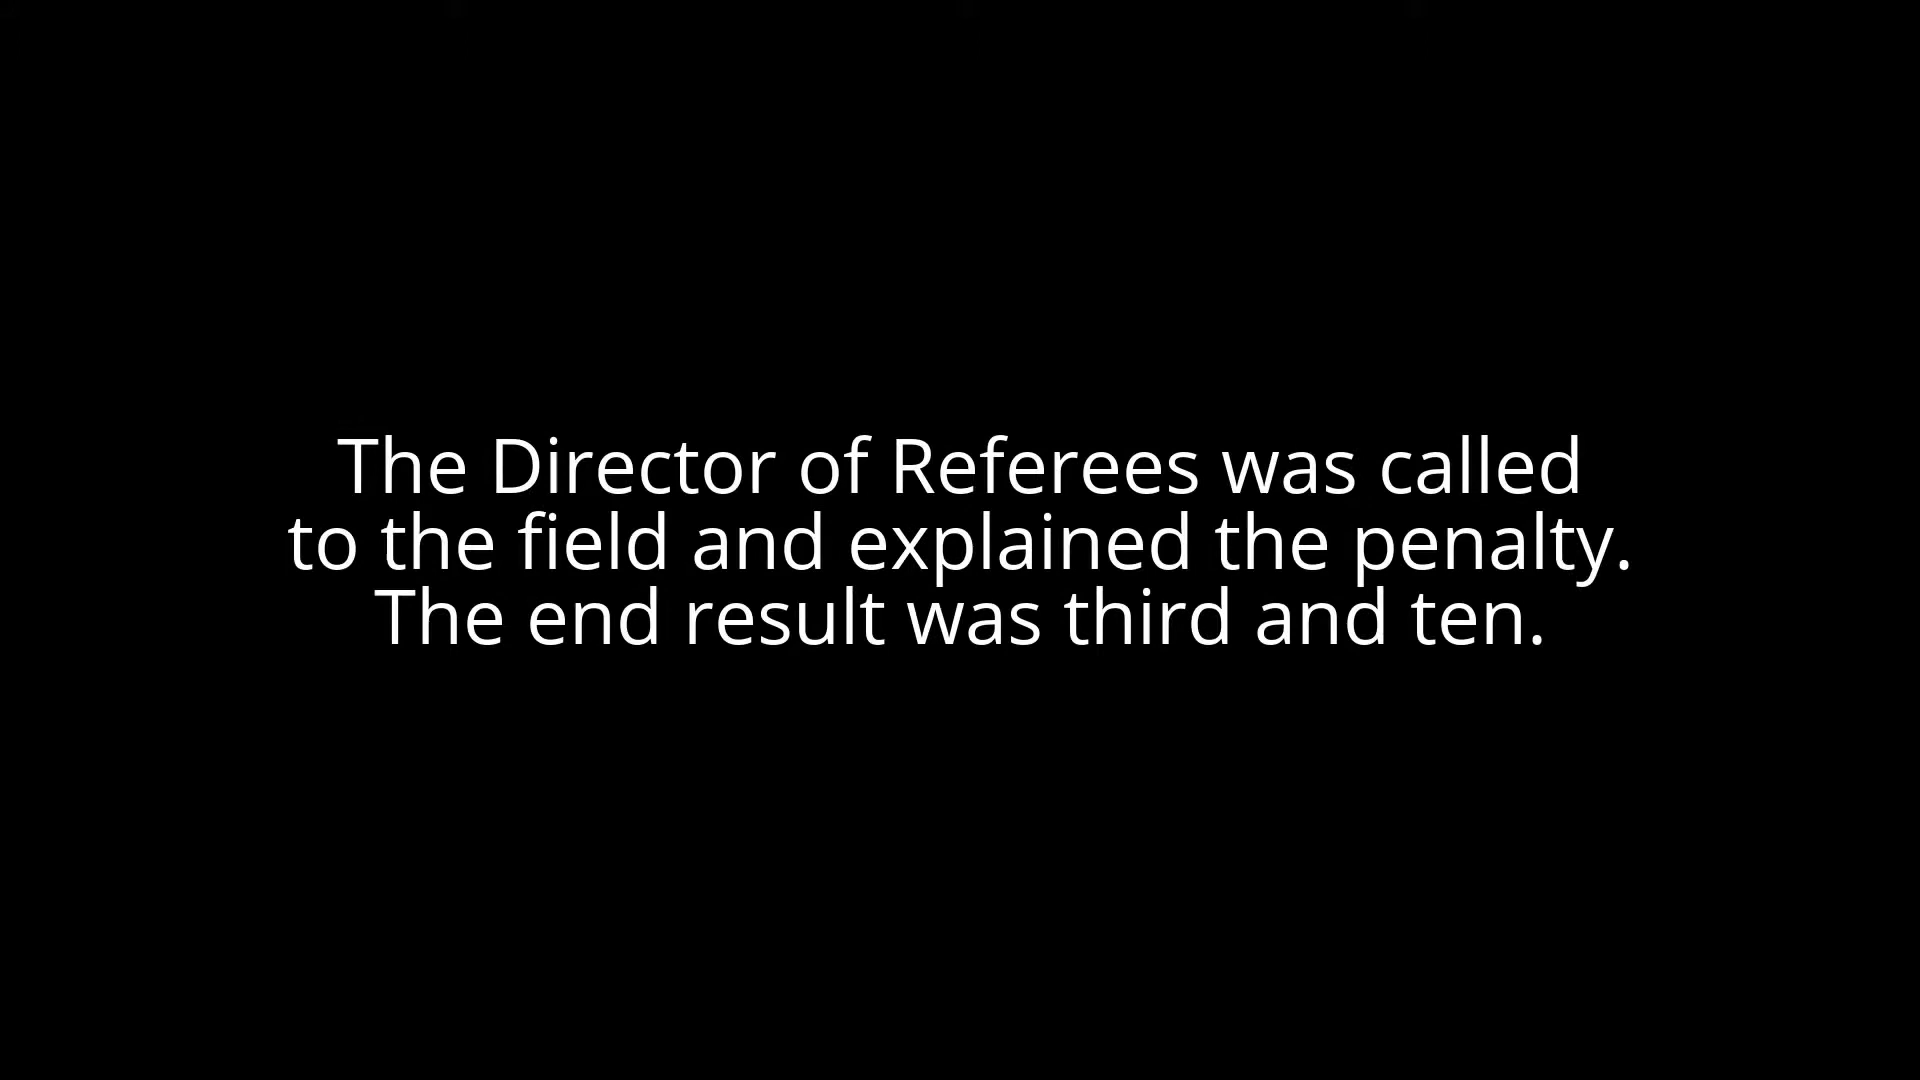 The Director of Referees was called
to the field and explained the penalty.
The end result was third and ten.